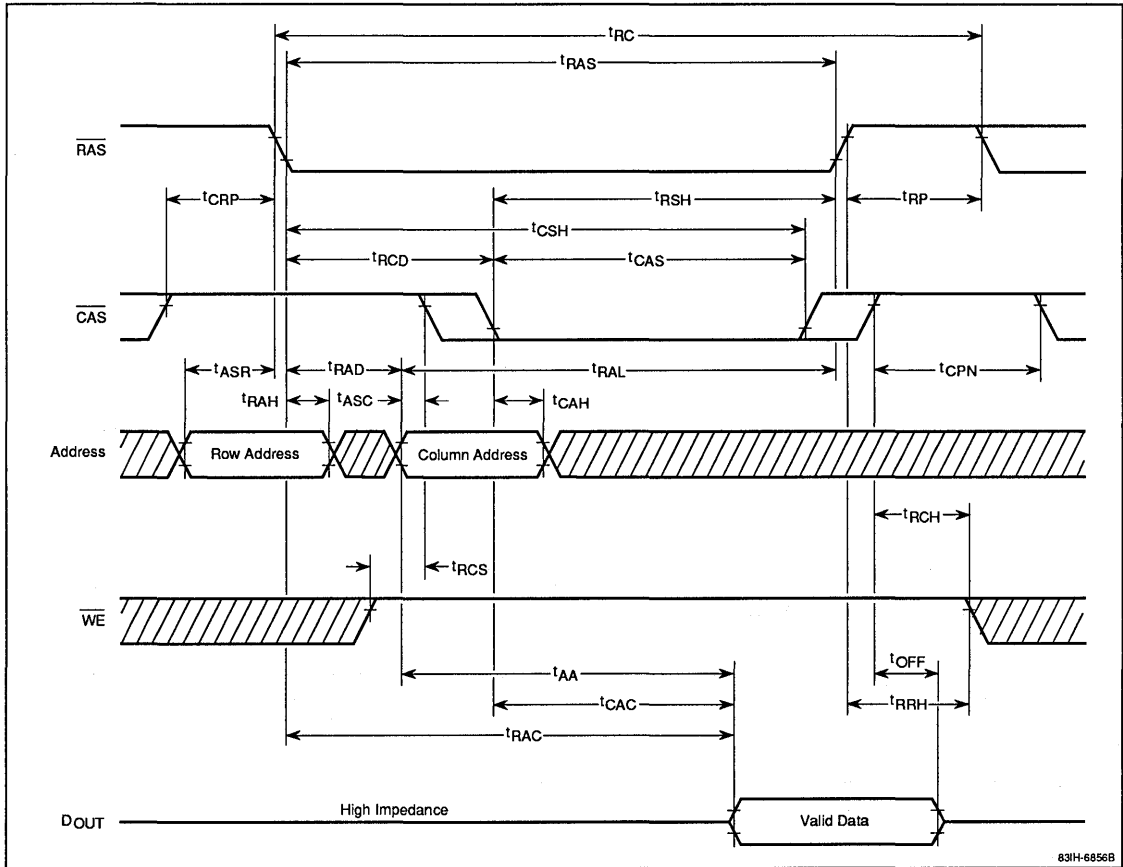 tRC
tRAS
RAS
tCRP
tRSH
tRP
tCSH
tRCD
tCAS
CAS
tASR
tRAD
tRAL
tCPN
tRAH
tASC
tCAH
Address
Row Address
Column Address
tRCH
tRCS
WE
tOFF
tAA
tRRH
tCAC
tRAC
High Impedance
DOUT
Valid Data
83IH-6856B